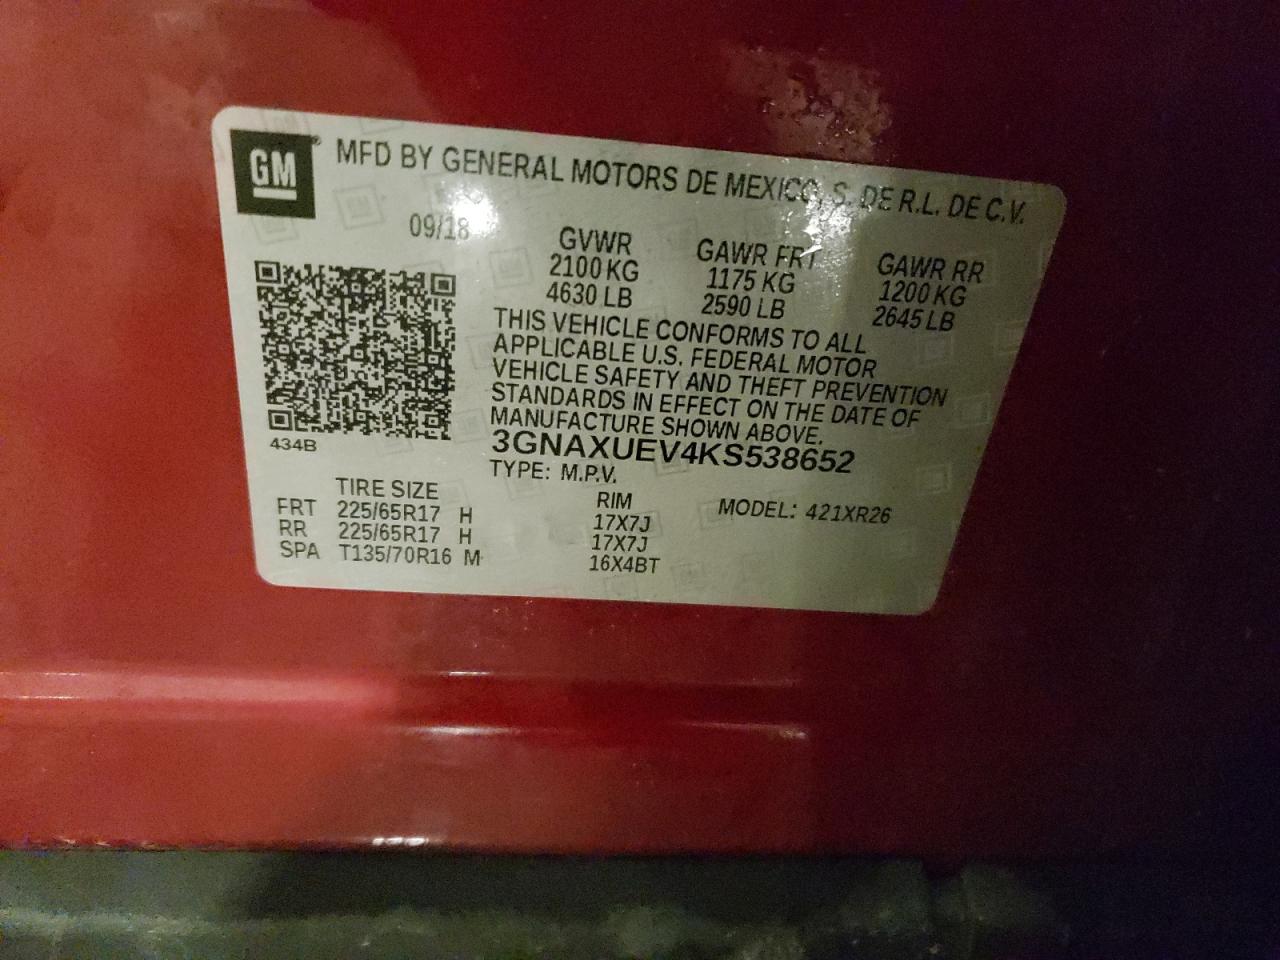 GM
MFD BY GENERAL MOTORS DE MEXICO, S. DE R.L. DE C.V.
09/18
GVWR GAWR FRT GAWR RR
2100 KG 1175 KG 1200 KG
4630 LB 2590 LB 2645 LB
THIS VEHICLE CONFORMS TO ALL
APPLICABLE U.S. FEDERAL MOTOR
VEHICLE SAFETY AND THEFT PREVENTION
STANDARDS IN EFFECT ON THE DATE OF
MANUFACTURE SHOWN ABOVE.
434B
3GNAXUEV4KS538652
TYPE: M.P.V.
TIRE SIZE RIM MODEL: 421XR26
FRT 225/65R17 H 17X7J
RR 225/65R17 H 17X7J
SPA T135/70R16 M 16X4BT